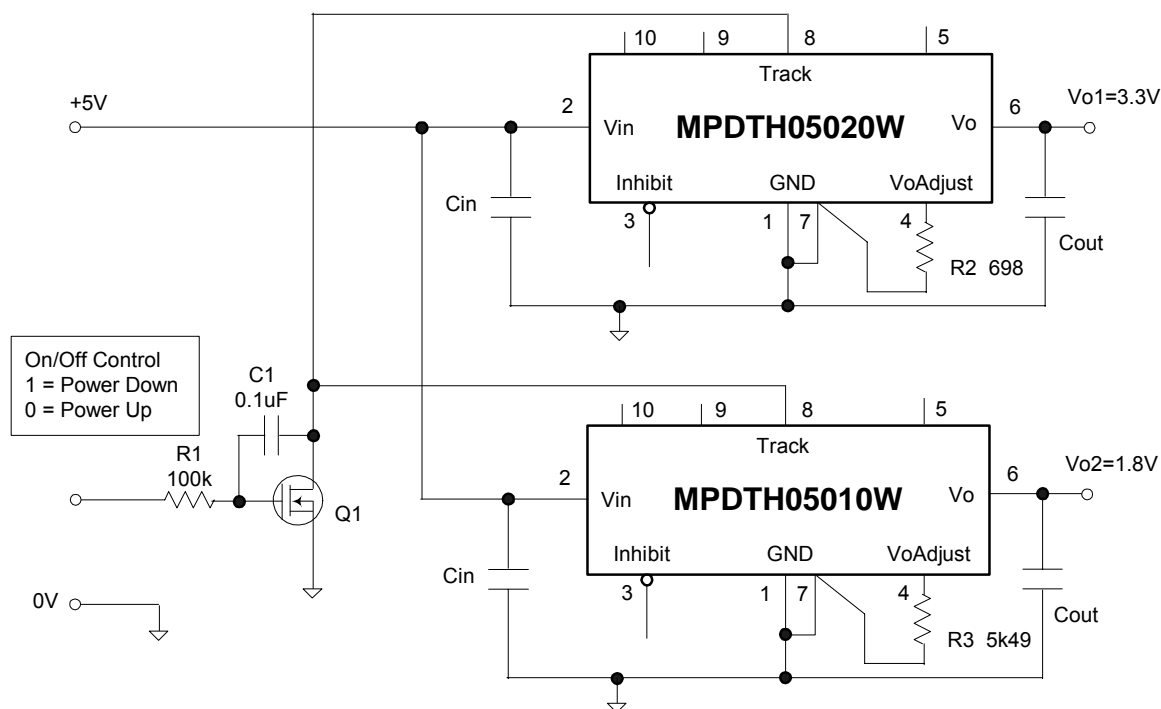 10 9 8 5
Track
+5V
2 Vin MPDTH05020W Vo 6 Vo1=3.3V
Inhibit GND VoAdjust
Cin
3 1 7 4
R2 698
Cout
On/Off Control
1 = Power Down
0 = Power Up
C1
0.1uF
R1
100k
Q1
0V
10 9 8 5
Track
2 Vin MPDTH05010W Vo 6 Vo2=1.8V
Inhibit GND VoAdjust
Cin
3 1 7 4
R3 5k49
Cout